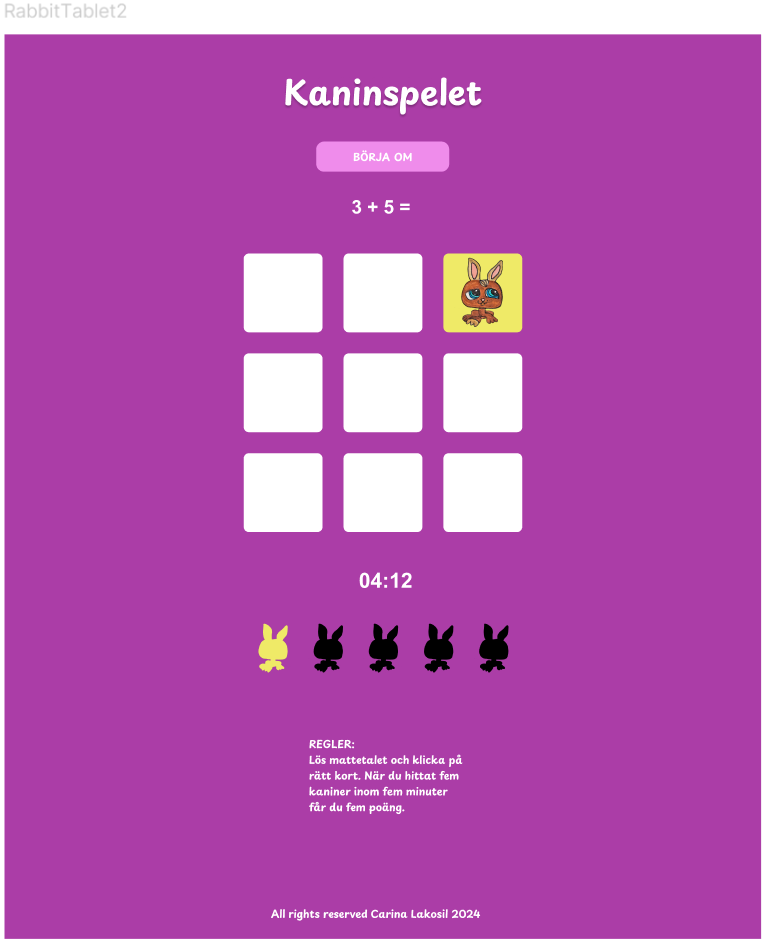 RabbitTablet2
Kaninspelet
BÖRJA OM
3 + 5 =
04:12
REGLER:
Lös mattetalet och klicka på
rätt kort. När du hittat fem
kaniner inom fem minuter
får du fem poäng.
All rights reserved Carina Lakosil 2024